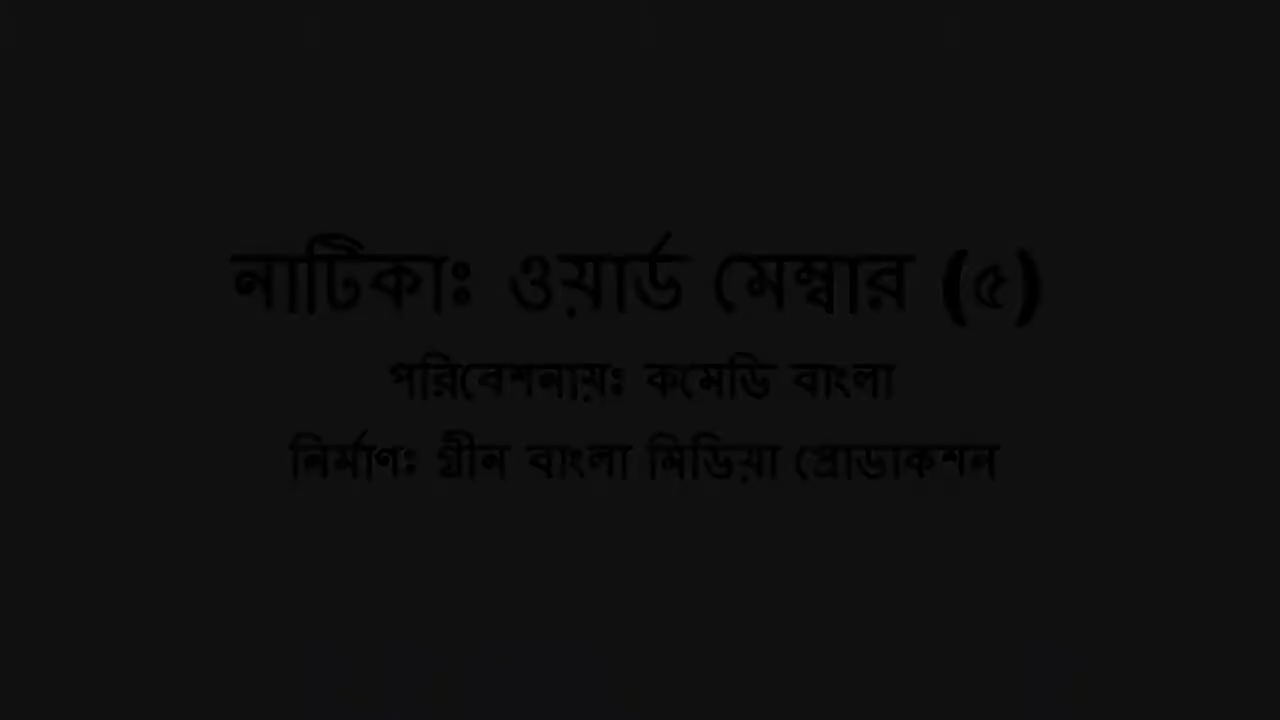 নাটিকাঃ ওয়ার্ড মেম্বার (৫)
পরিবেশনায়ঃ কমেডি বাংলা
নির্মাণঃ গ্রীন বাংলা মিডিয়া প্রোডাকশন